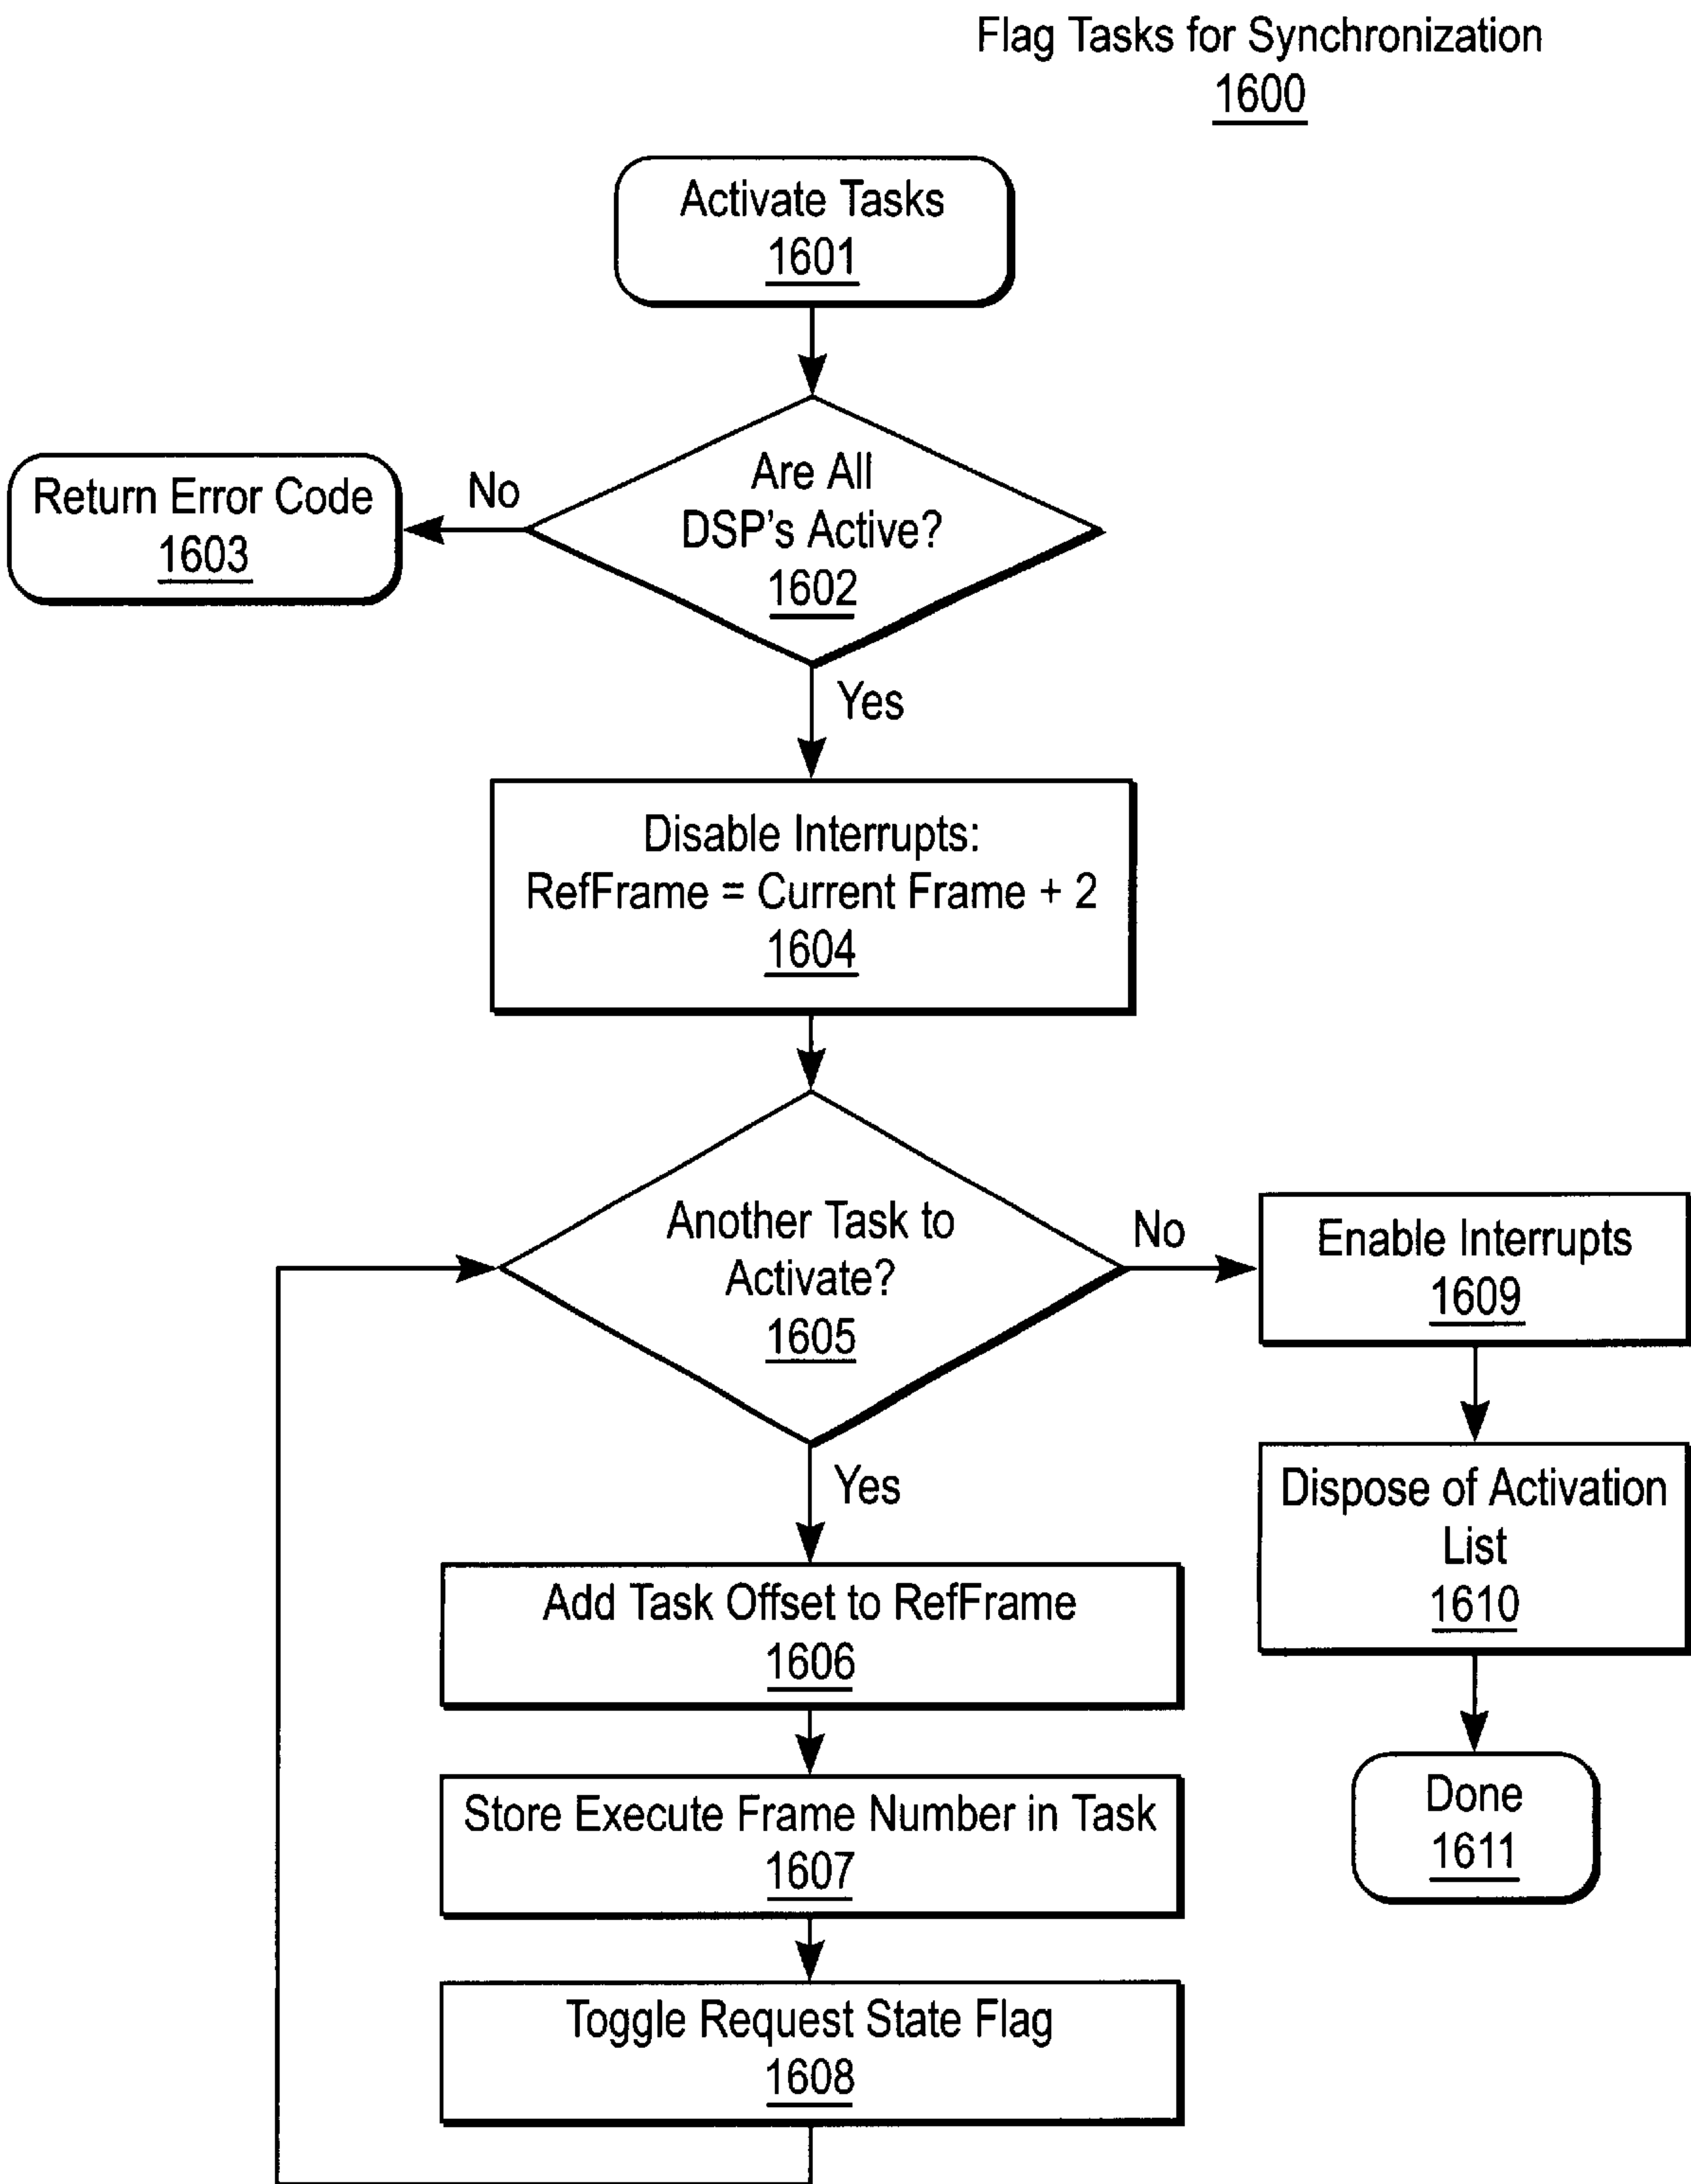 Flag Tasks for Synchronization
1600
Activate Tasks
1601
Are All
DSP's Active?
1602
No
Return Error Code
1603
Yes
Disable Interrupts:
RefFrame = Current Frame + 2
1604
Another Task to
Activate?
1605
No
Enable Interrupts
1609
Dispose of Activation
List
1610
Done
1611
Yes
Add Task Offset to RefFrame
1606
Store Execute Frame Number in Task
1607
Toggle Request State Flag
1608